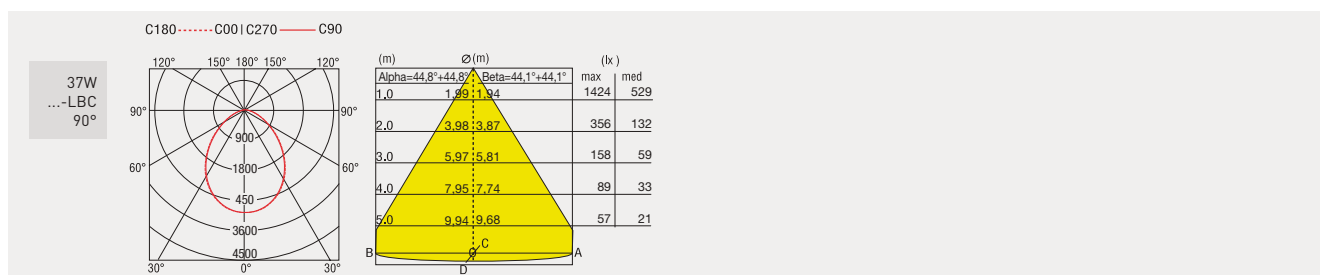 C180 C00 | C270 C90
37W
...-LBC
90°
120° 150° 180° 150° 120°
90° 90°
900
60° 1800 60°
450
3600
4500
30° 0° 30°
(m) Ø(m) (lx )
Alpha=44,8°+44,8° Beta=44,1°+44,1° max med
1.0 1,99 1,94 1424 529
2.0 3,98 3,87 356 132
3.0 5,97 5,81 158 59
4.0 7,95 7,74 89 33
5.0 9,94 9,68 57 21
C
B O A
D